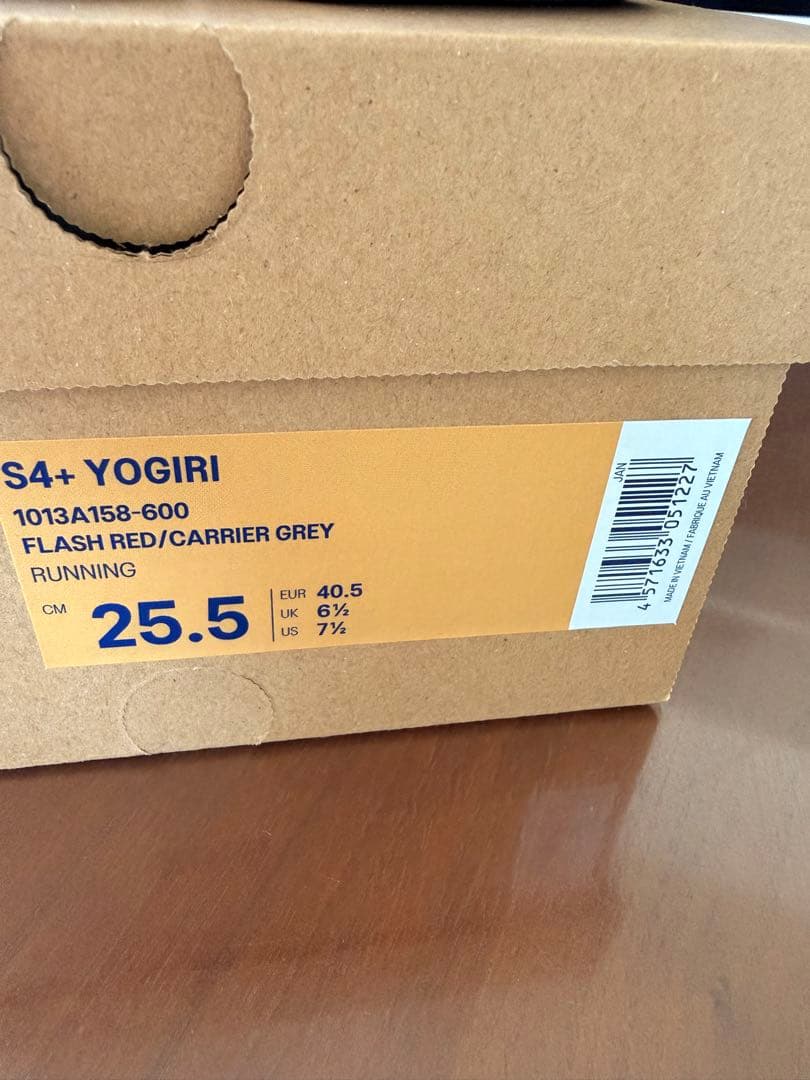 S4+ YOGIRI
1013A158-600
FLASH RED/CARRIER GREY
RUNNING
CM 25.5
EUR 40.5
UK 6½
US 7½
JAN
4 571633 051227
MADE IN VIETNAM / FABRIQUE AU VIETNAM